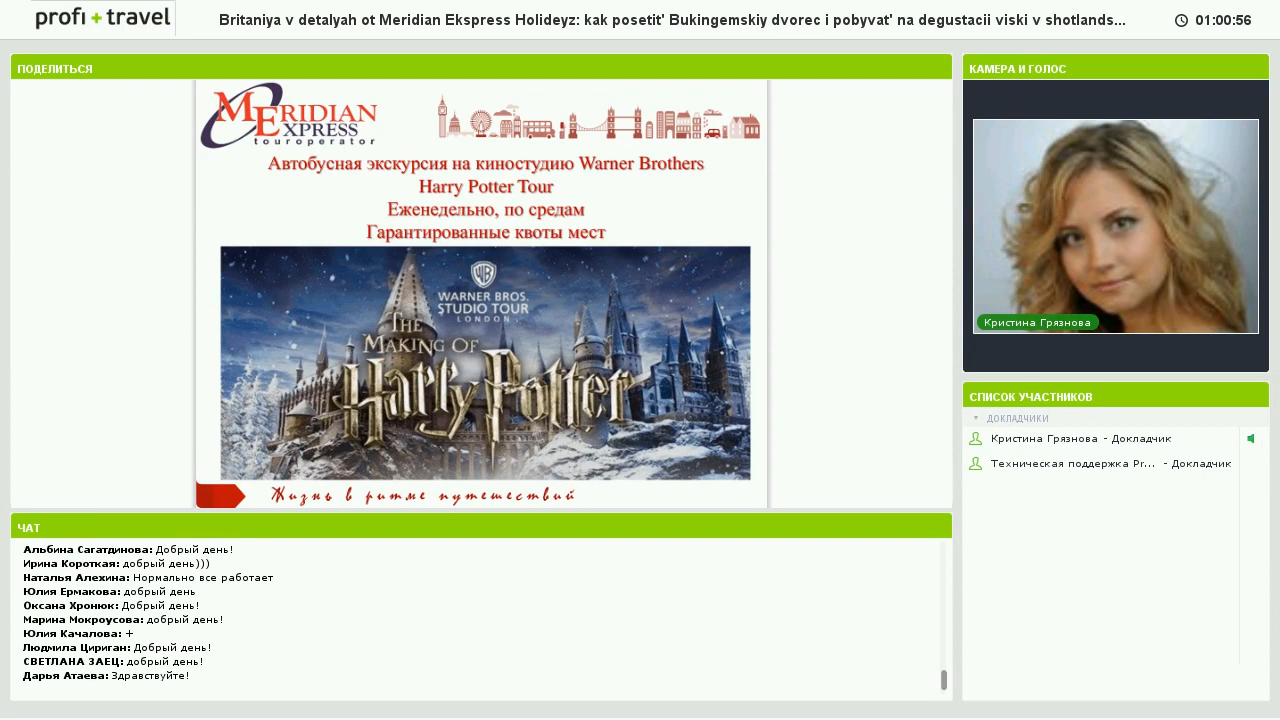 profi + travel
Britaniya v detalyah ot Meridian Ekspress Holideyz: kak posetit' Bukingemskiy dvorec i pobyvat' na degustacii viski v shotlands...
01:00:56
ПОДЕЛИТЬСЯ
MERIDIAN
EXPRESS
touroperator
Автобусная экскурсия на киностудию Warner Brothers
Harry Potter Tour
Еженедельно, по средам
Гарантированные квоты мест
WB
WARNER BROS.
STUDIO TOUR
LONDON
THE
MAKING OF
Harry Potter
Жизнь в ритме путешествий
КАМЕРА И ГОЛОС
Кристина Грязнова
СПИСОК УЧАСТНИКОВ
ДОКЛАДЧИКИ
Кристина Грязнова - Докладчик
Техническая поддержка Pr... - Докладчик
ЧАТ
Альбина Сагатдинова: Добрый день!
Ирина Короткая: добрый день)))
Наталья Алехина: Нормально все работает
Юлия Ермакова: добрый день
Оксана Хронюк: Добрый день!
Марина Мокроусова: добрый день!
Юлия Качалова: +
Людмила Цириган: Добрый день!
СВЕТЛАНА ЗАЕЦ: добрый день!
Дарья Атаева: Здравствуйте!